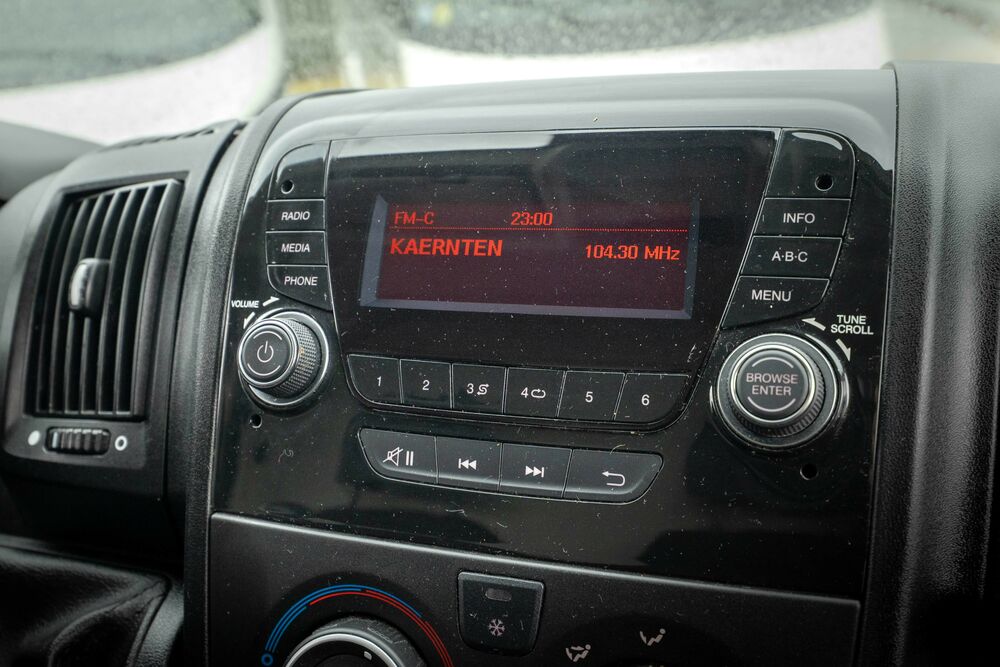 FM-C 23:00
KAERNTEN 104.30 MHz
RADIO
MEDIA
PHONE
VOLUME
INFO
A·B·C
MENU
TUNE
SCROLL
BROWSE
ENTER
1 2 3 4 5 6